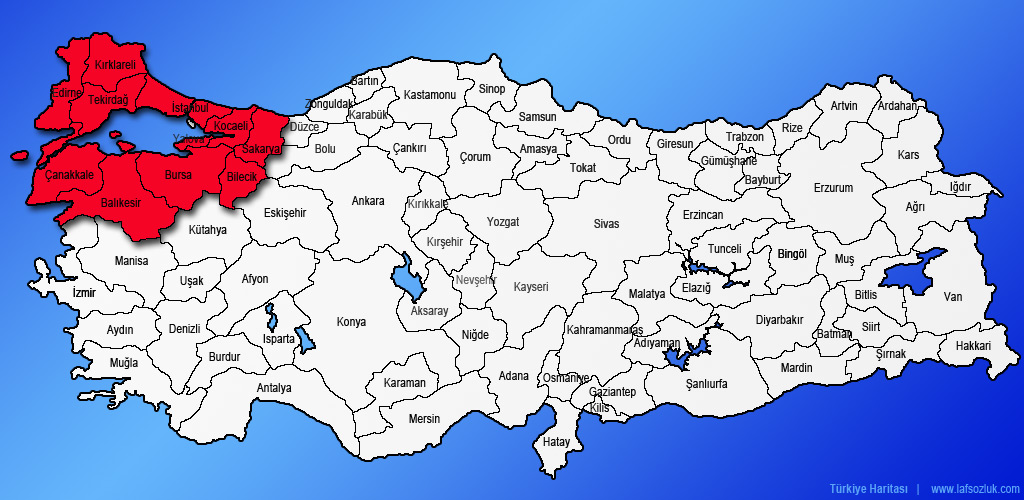 Kırklareli
Edirne
Tekirdağ
İstanbul
Kocaeli
Yalova
Sakarya
Çanakkale
Bursa
Bilecik
Balıkesir
Bartın
Zonguldak
Karabük
Kastamonu
Sinop
Düzce
Bolu
Çankırı
Samsun
Çorum
Amasya
Ordu
Tokat
Giresun
Trabzon
Rize
Artvin
Ardahan
Gümüşhane
Bayburt
Kars
Erzurum
Iğdır
Ağrı
Ankara
Kırıkkale
Eskişehir
Kütahya
Yozgat
Sivas
Erzincan
Kırşehir
Tunceli
Bingöl
Muş
Manisa
Uşak
Afyon
Nevşehir
Kayseri
Malatya
Elazığ
Bitlis
Van
İzmir
Aksaray
Konya
Aydın
Denizli
Isparta
Niğde
Kahramanmaraş
Adıyaman
Diyarbakır
Batman
Siirt
Şırnak
Hakkari
Muğla
Burdur
Antalya
Karaman
Mersin
Adana
Osmaniye
Gaziantep
Kilis
Şanlıurfa
Mardin
Hatay
Türkiye Haritası | www.lafsozluk.com